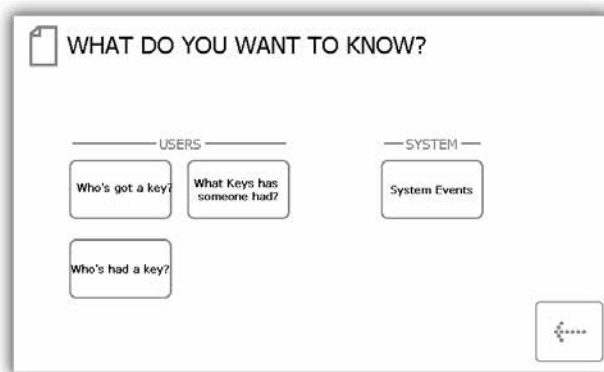 WHAT DO YOU WANT TO KNOW?
USERS
SYSTEM
Who's got a key?
What Keys has
someone had?
System Events
Who's had a key?